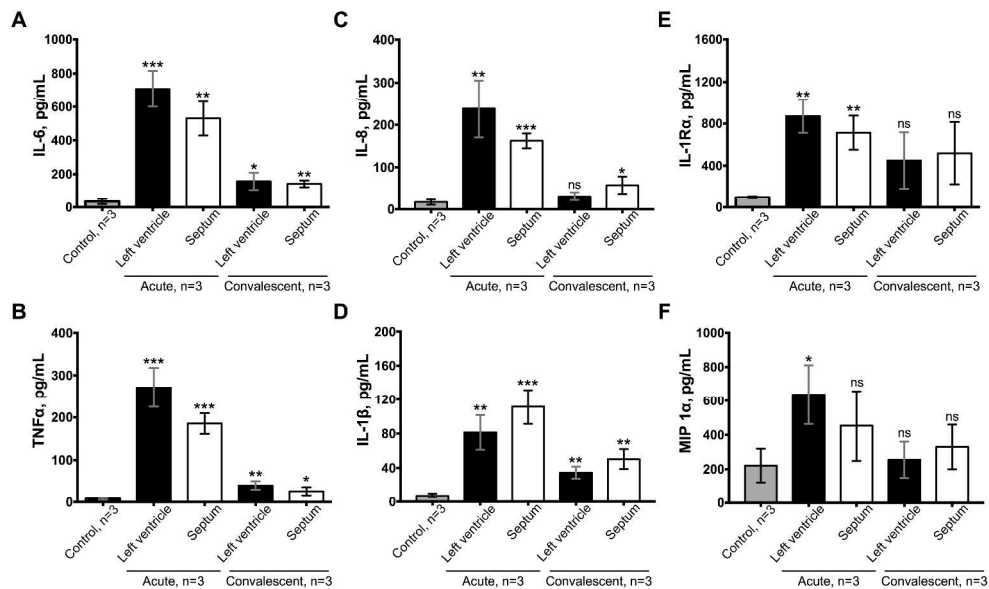 A
IL-6, pg/mL
1000
800
600
400
200
0
***
**
*
**
Control, n=3
Left ventricle
Septum
Left ventricle
Septum
Acute, n=3
Convalescent, n=3
C
IL-8, pg/mL
400
300
200
100
0
**
***
ns
*
Control, n=3
Left ventricle
Septum
Left ventricle
Septum
Acute, n=3
Convalescent, n=3
E
IL-1Rα, pg/mL
1600
1200
800
400
0
**
**
ns
ns
Control, n=3
Left ventricle
Septum
Left ventricle
Septum
Acute, n=3
Convalescent, n=3
B
TNFα, pg/mL
400
300
200
100
0
***
***
**
*
Control, n=3
Left ventricle
Septum
Left ventricle
Septum
Acute, n=3
Convalescent, n=3
D
IL-1β, pg/mL
200
160
120
80
40
0
**
***
**
**
Control, n=3
Left ventricle
Septum
Left ventricle
Septum
Acute, n=3
Convalescent, n=3
F
MIP 1α, pg/mL
1000
800
600
400
200
0
*
ns
ns
ns
Control, n=3
Left ventricle
Septum
Left ventricle
Septum
Acute, n=3
Convalescent, n=3